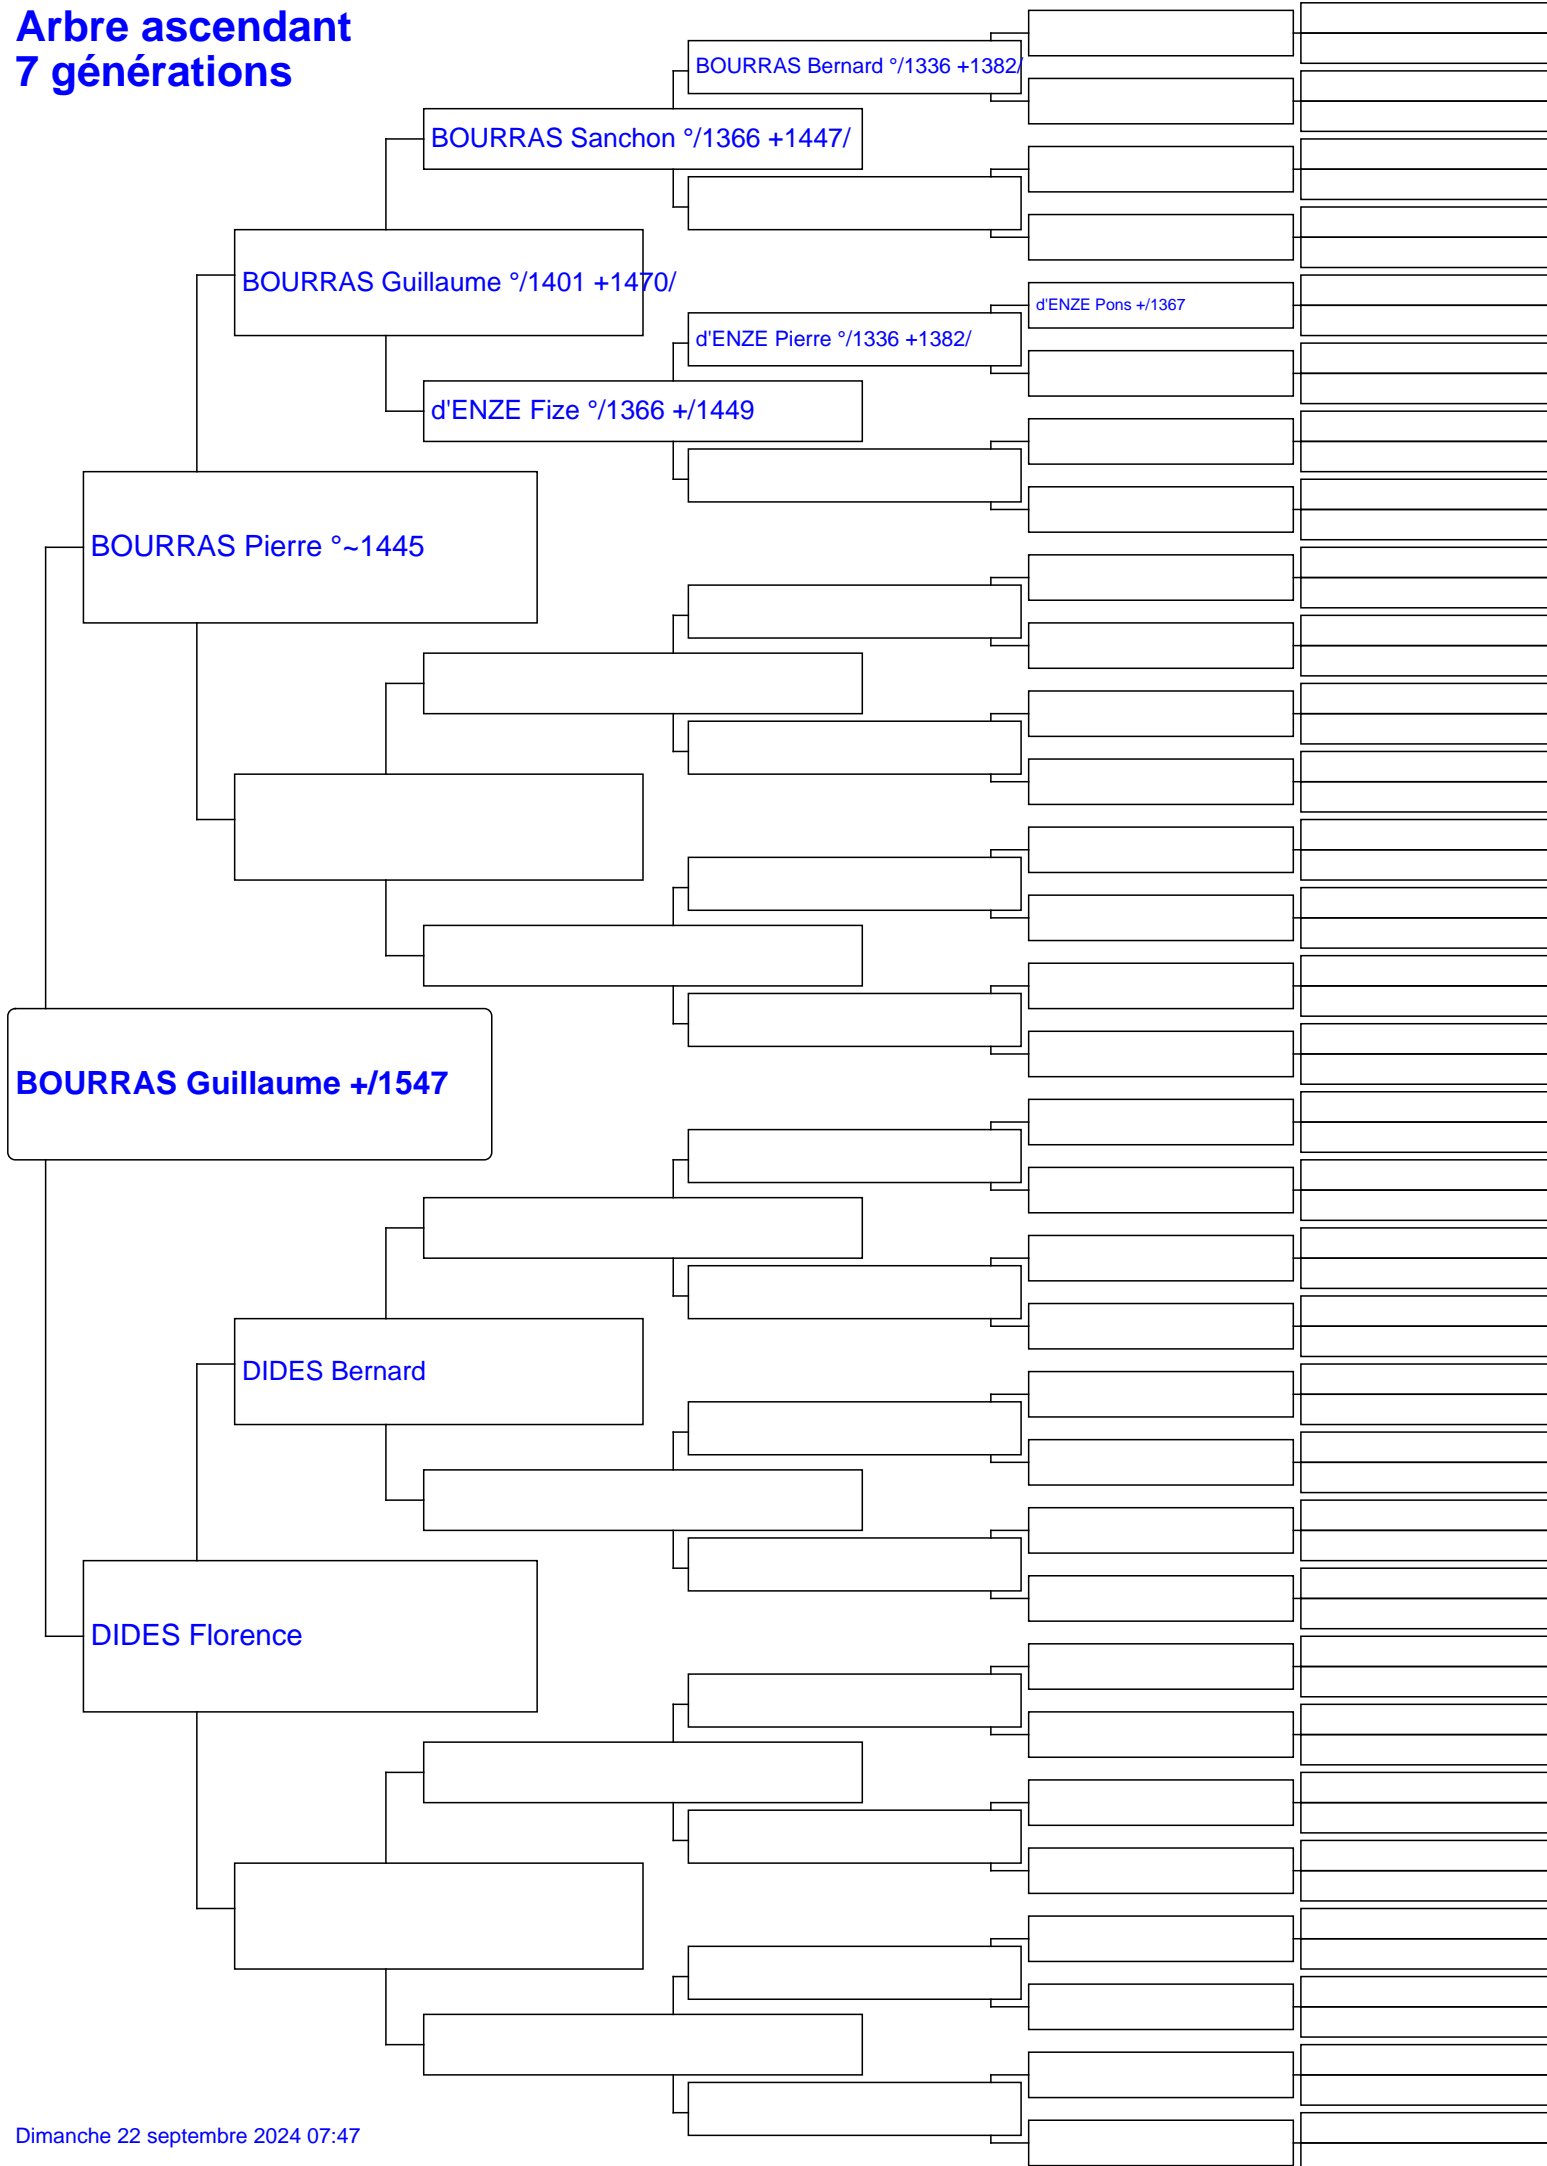 Arbre ascendant
7 générations
BOURRAS Bernard °/1336 +1382/
BOURRAS Sanchon °/1366 +1447/
BOURRAS Guillaume °/1401 +1470/
d'ENZE Pons +/1367
d'ENZE Pierre °/1336 +1382/
d'ENZE Fize °/1366 +/1449
BOURRAS Pierre °~1445
BOURRAS Guillaume +/1547
DIDES Bernard
DIDES Florence
Dimanche 22 septembre 2024 07:47